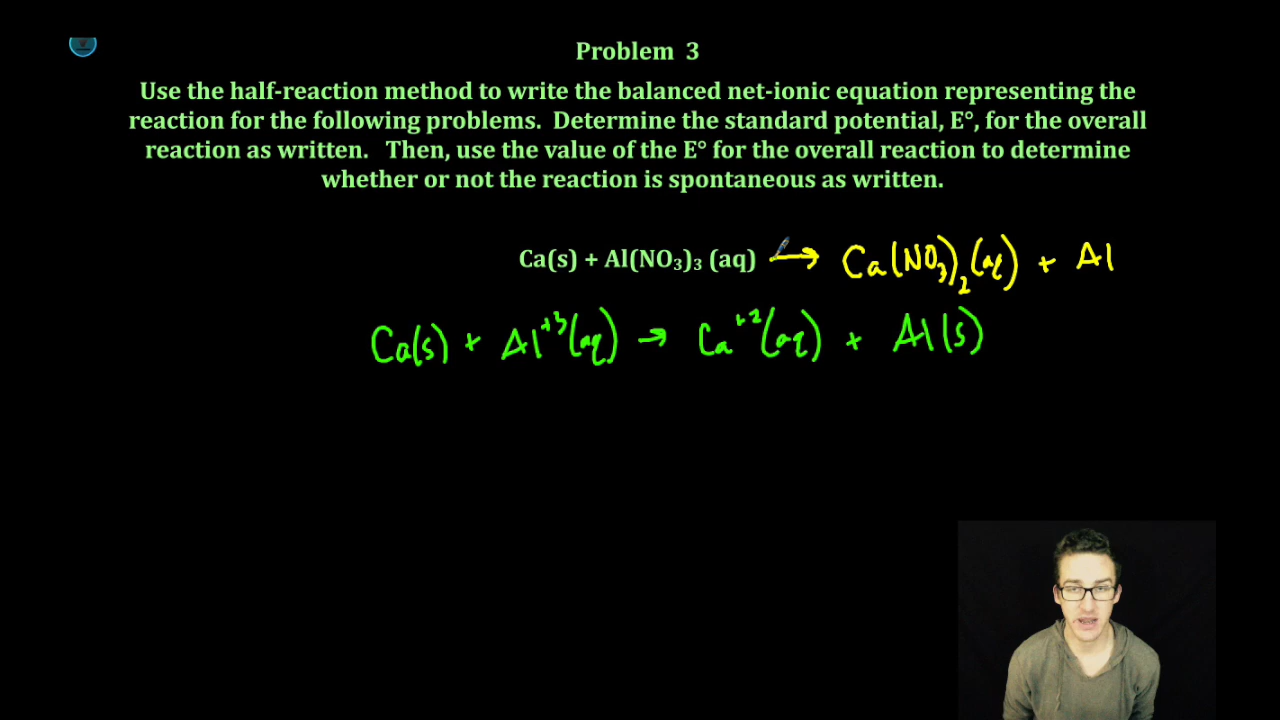 Problem 3
Use the half-reaction method to write the balanced net-ionic equation representing the
reaction for the following problems. Determine the standard potential, E°, for the overall
reaction as written. Then, use the value of the E° for the overall reaction to determine
whether or not the reaction is spontaneous as written.
Ca(s) + Al(NO₃)₃ (aq) → Ca(NO₃)₂(aq) + Al
Ca(s) + Al⁺³(aq) → Ca⁺²(aq) + Al(s)